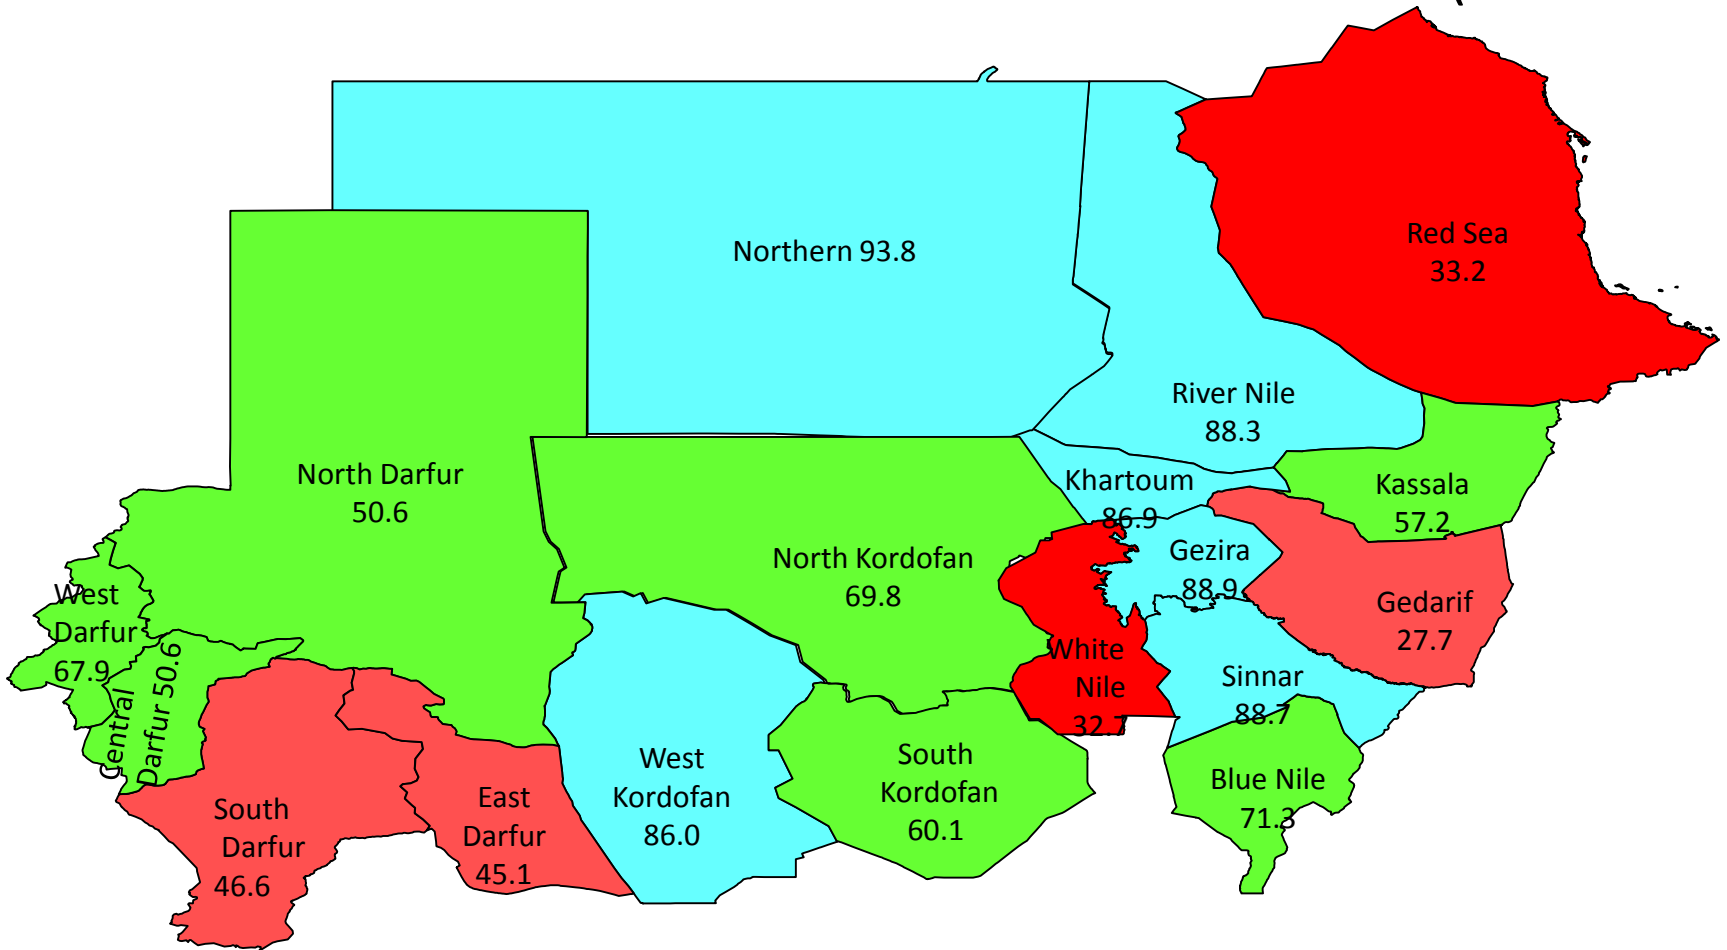 Northern 93.8
Red Sea
33.2
River Nile
88.3
North Darfur
50.6
Khartoum
86.9
Kassala
57.2
North Kordofan
69.8
Gezira
88.9
Gedarif
27.7
West
Darfur
67.9
Central
Darfur 50.6
White
Nile
32.7
Sinnar
88.7
South
Darfur
46.6
East
Darfur
45.1
West
Kordofan
86.0
South
Kordofan
60.1
Blue Nile
71.3